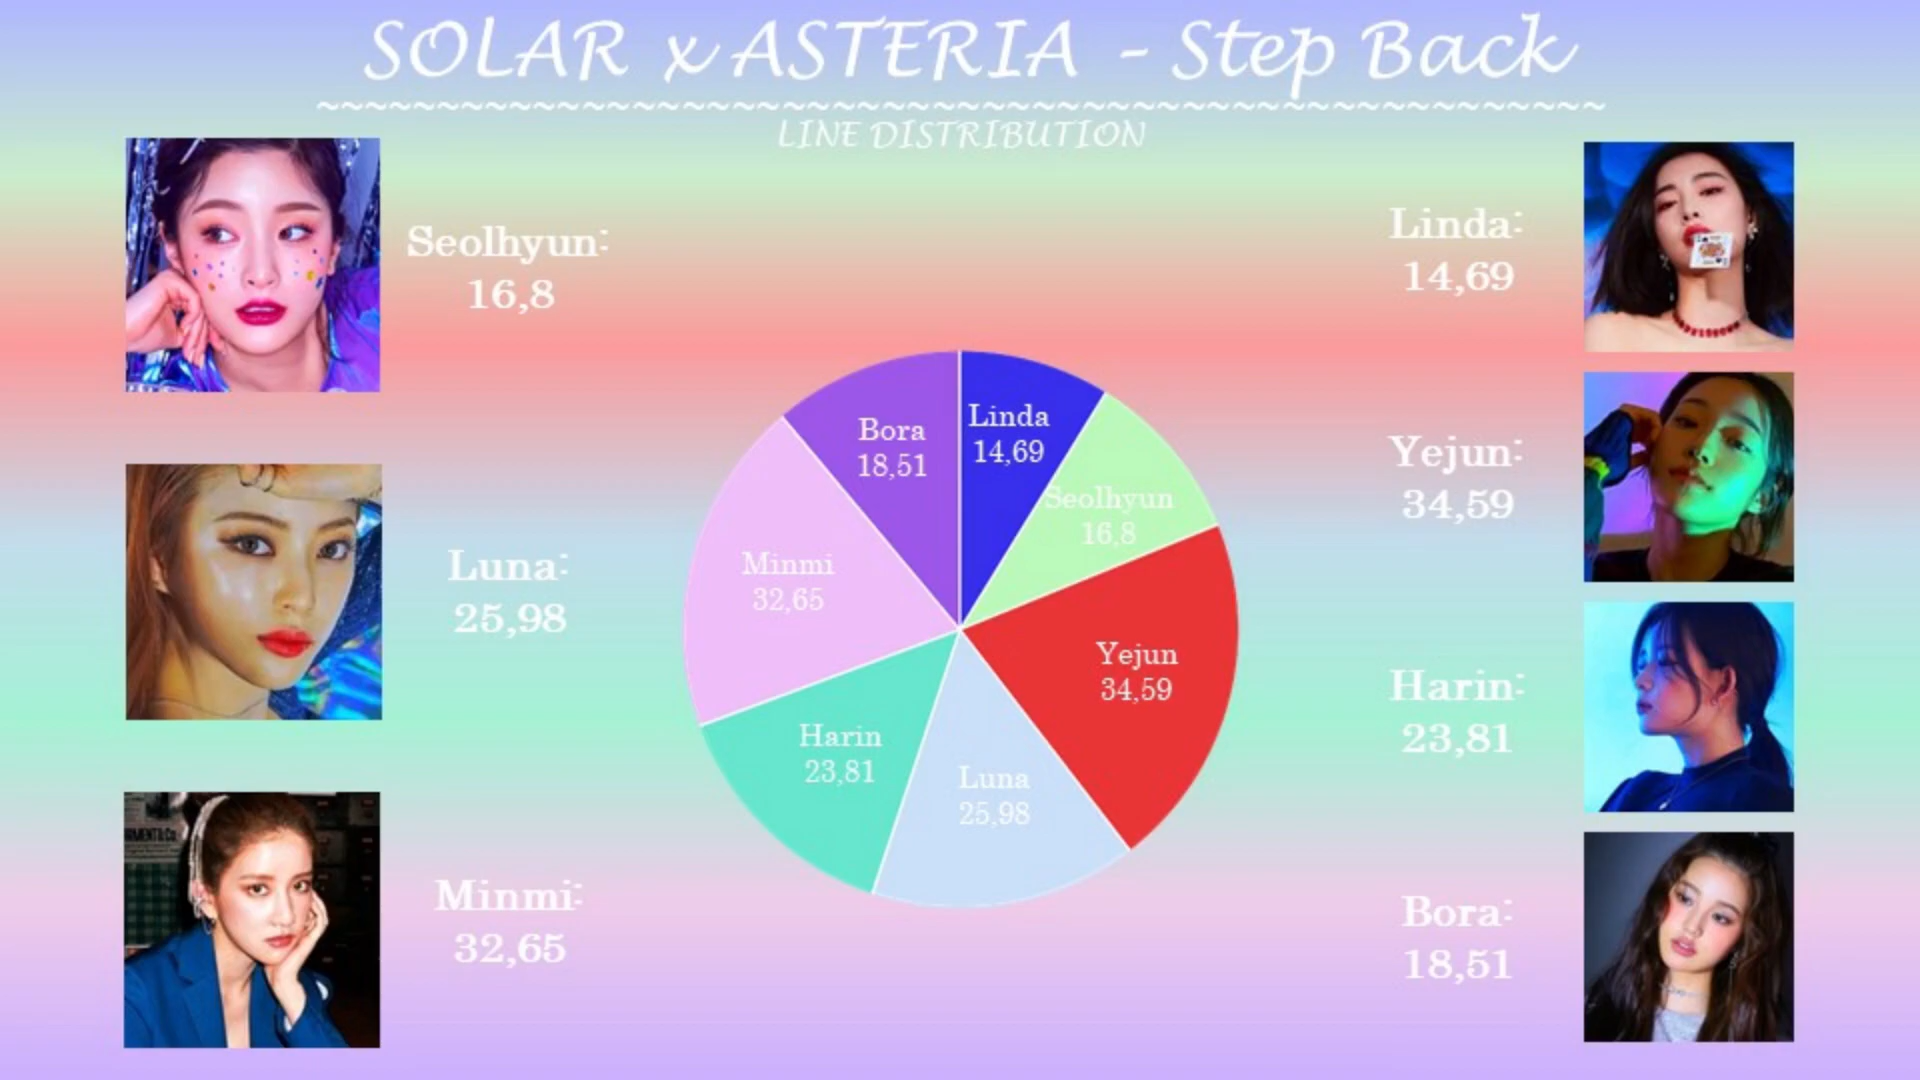 SOLAR x ASTERIA - Step Back
~~~~~~~~~~~~~~~~~~~~~~~~~~~~~~~~~~~~~~~~~~~~~~~~~~~~~~
LINE DISTRIBUTION
Seolhyun:
16,8
Luna:
25,98
Minmi:
32,65
Bora
18,51
Linda
14,69
Seolhyun
16,8
Minmi
32,65
Yejun
34,59
Harin
23,81
Luna
25,98
Linda:
14,69
Yejun:
34,59
Harin:
23,81
Bora:
18,51